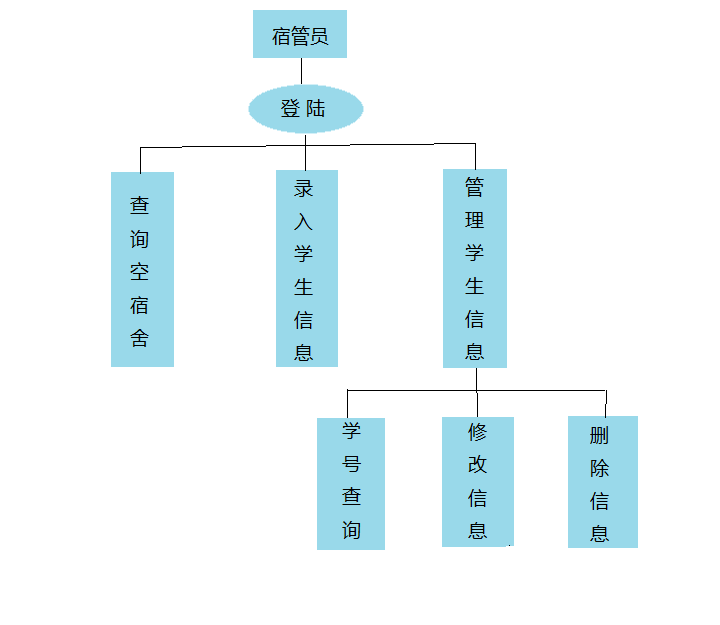 宿管员
登陆
查询空宿舍
录入学生信息
管理学生信息
学号查询
修改信息
删除信息